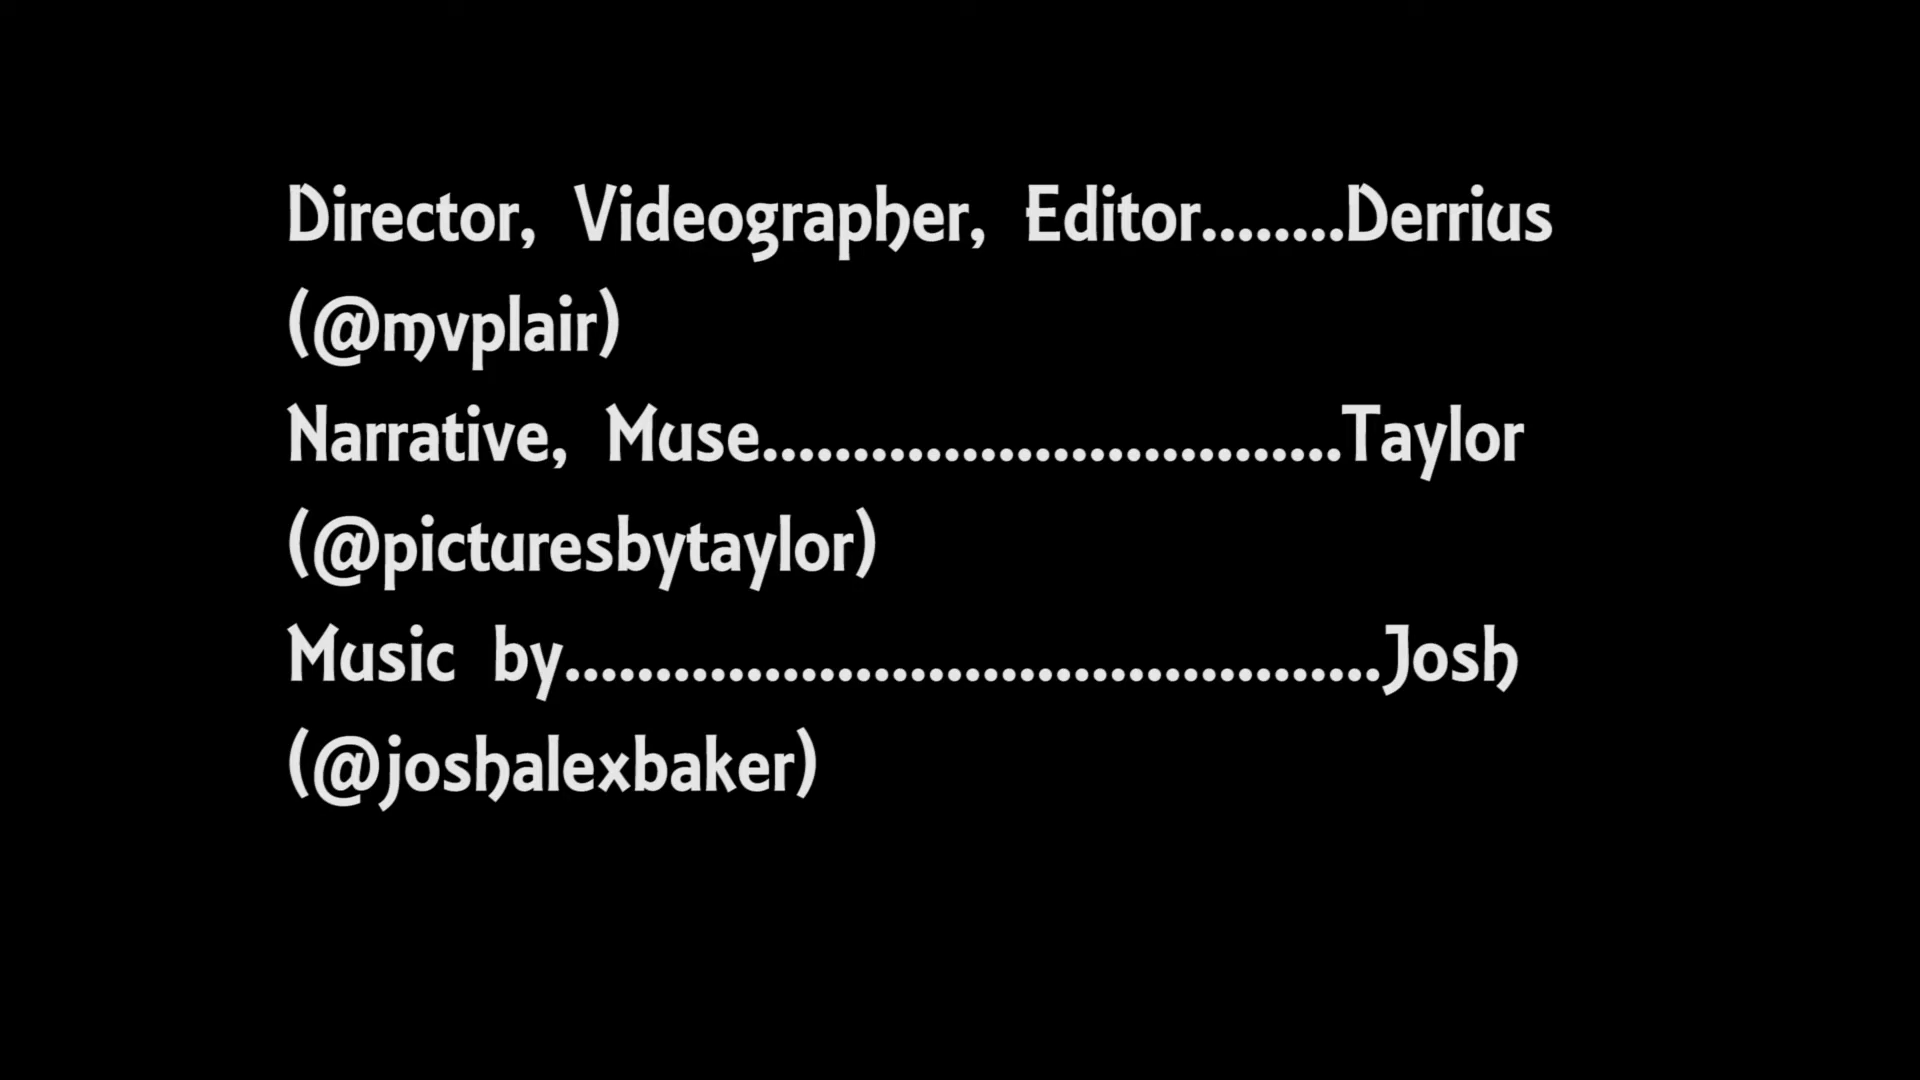 Director, Videographer, Editor........Derrius
(@mvplair)
Narrative, Muse................................Taylor
(@picturesbytaylor)
Music by.............................................Josh
(@joshalexbaker)